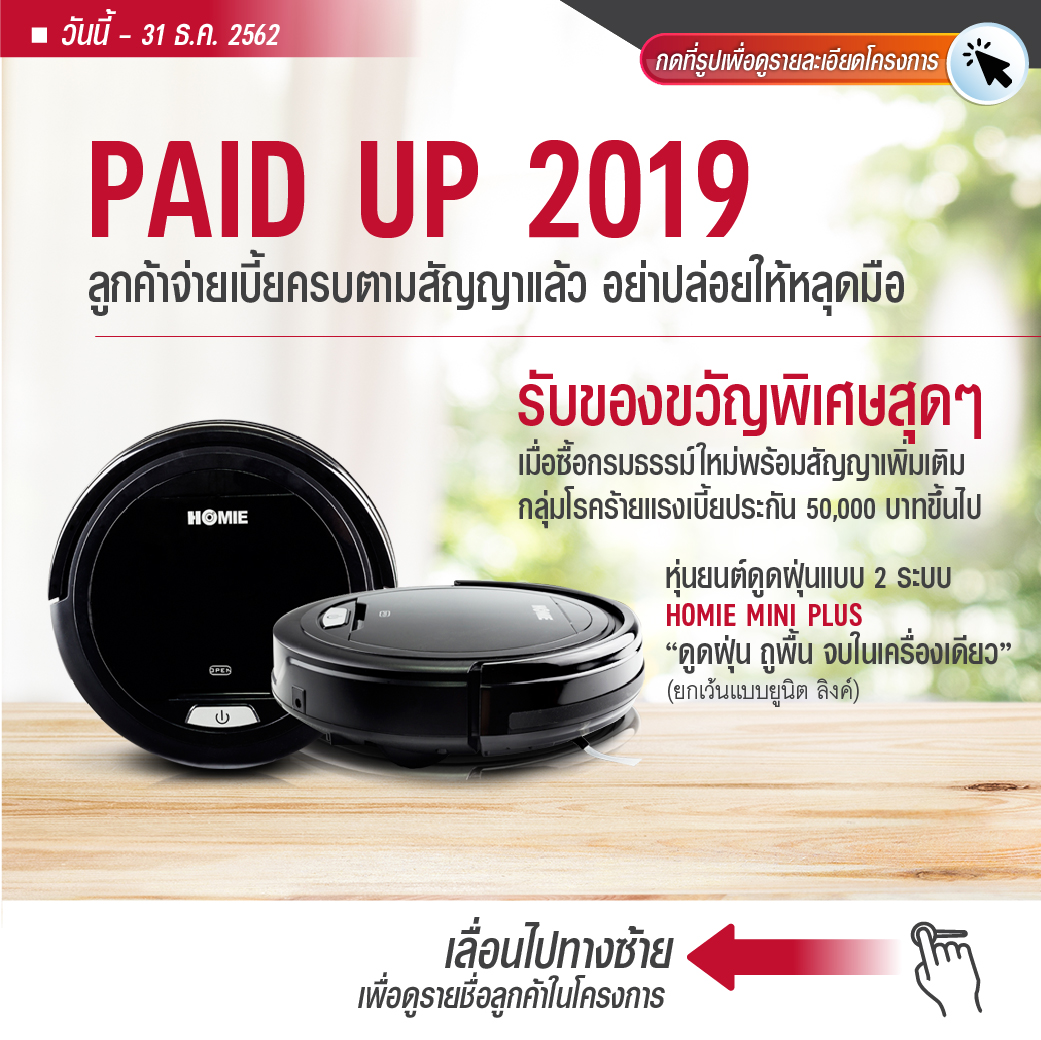 วันนี้ - 31 ธ.ค. 2562
กดที่รูปเพื่อดูรายละเอียดโครงการ
PAID UP 2019
ลูกค้าจ่ายเบี้ยครบตามสัญญาแล้ว อย่าปล่อยให้หลุดมือ
รับของขวัญพิเศษสุดๆ
เมื่อซื้อกรมธรรม์ใหม่พร้อมสัญญาเพิ่มเติม
กลุ่มโรคร้ายแรงเบี้ยประกัน 50,000 บาทขึ้นไป
หุ่นยนต์ดูดฝุ่นแบบ 2 ระบบ
HOMIE MINI PLUS
“ดูดฝุ่น ถูพื้น จบในเครื่องเดียว”
(ยกเว้นแบบยูนิต ลิงค์)
HOMIE
OPEN
HOMIE
เลื่อนไปทางซ้าย
เพื่อดูรายชื่อลูกค้าในโครงการ